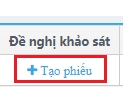 Đề nghị khảo sát
+ Tạo phiếu